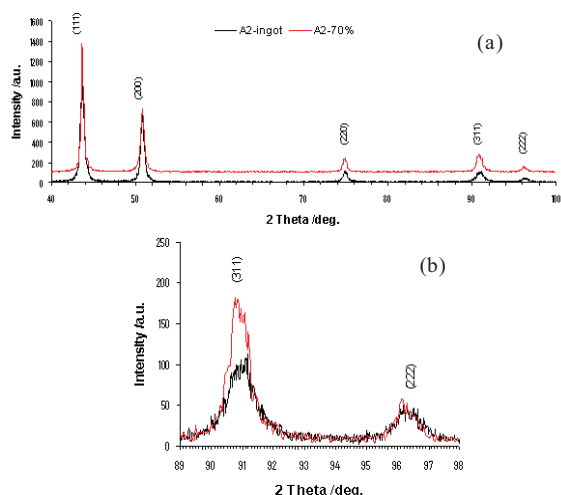 (111)
A2-ingot A2-70%
(a)
1600
1400
1200
1000
800
600
400
200
0
Intensity /a.u.
(200)
(220)
(311)
(222)
40 50 60 70 80 90 100
2 Theta /deg.
(b)
250
200
150
100
50
0
Intensity /a.u.
(311)
(222)
89 90 91 92 93 94 95 96 97 98
2 Theta /deg.